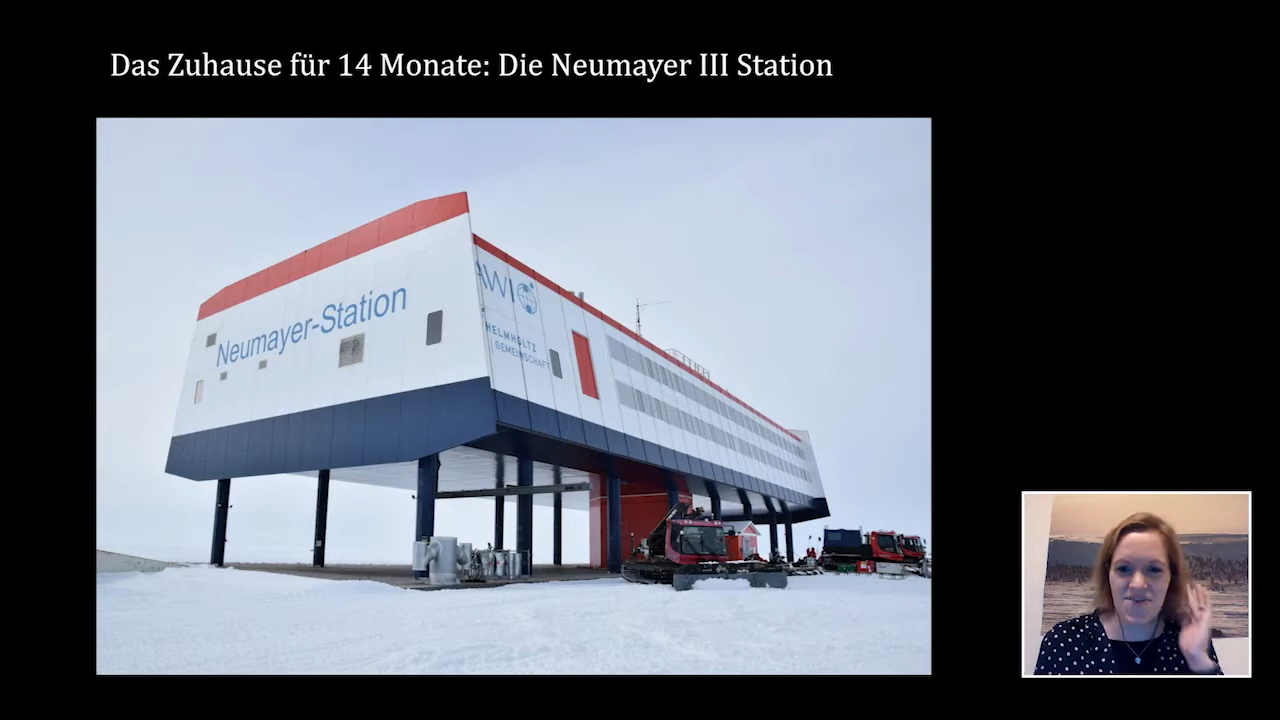 Das Zuhause für 14 Monate: Die Neumayer III Station
Neumayer-Station
AWI
HELMHOLTZ
GEMEINSCHAFT